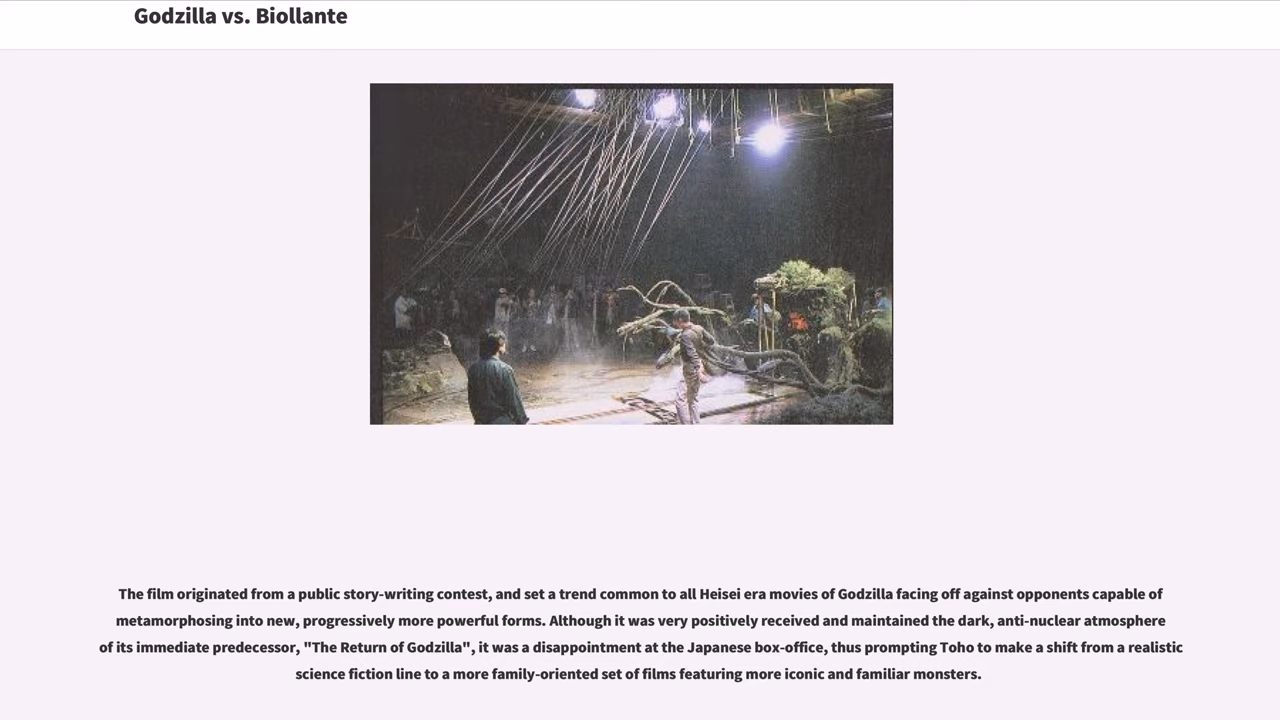 Godzilla vs. Biollante
The film originated from a public story-writing contest, and set a trend common to all Heisei era movies of Godzilla facing off against opponents capable of
metamorphosing into new, progressively more powerful forms. Although it was very positively received and maintained the dark, anti-nuclear atmosphere
of its immediate predecessor, "The Return of Godzilla", it was a disappointment at the Japanese box-office, thus prompting Toho to make a shift from a realistic
science fiction line to a more family-oriented set of films featuring more iconic and familiar monsters.